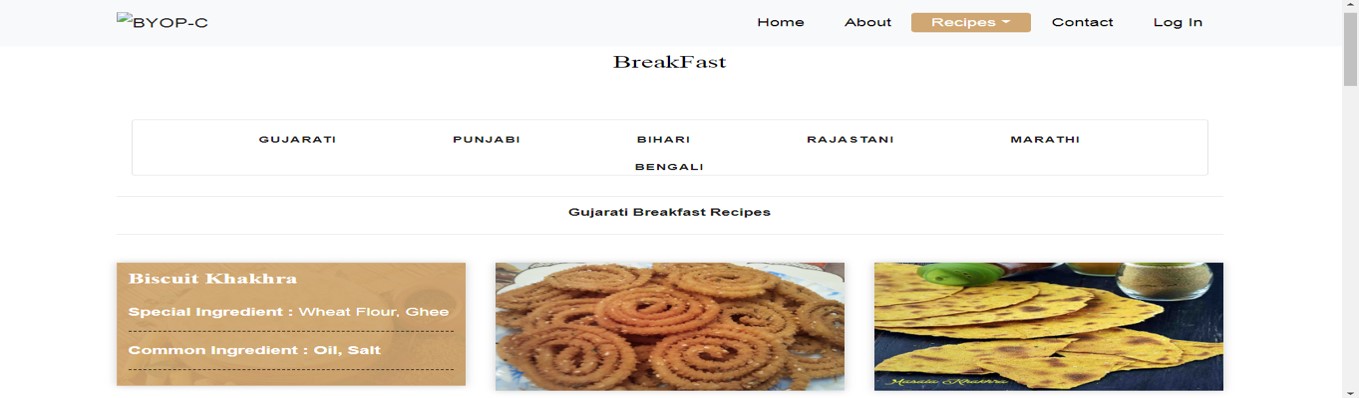 BYOP-C Home About Recipes Contact Log In
BreakFast
GUJARATI PUNJABI BIHARI RAJASTANI MARATHI
BENGALI
Gujarati Breakfast Recipes
Biscuit Khakhra
Special Ingredient : Wheat Flour, Ghee
Common Ingredient : Oil, Salt
Masala Khakhra